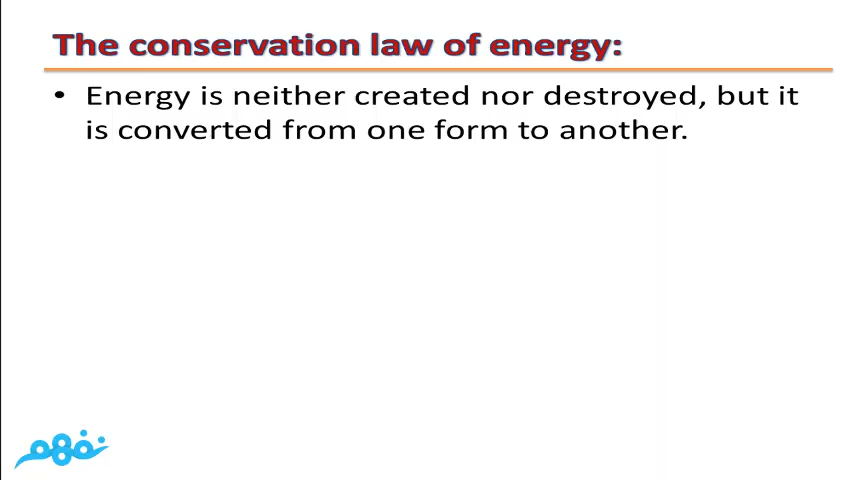 The conservation law of energy:
• Energy is neither created nor destroyed, but it
is converted from one form to another.
نفهم